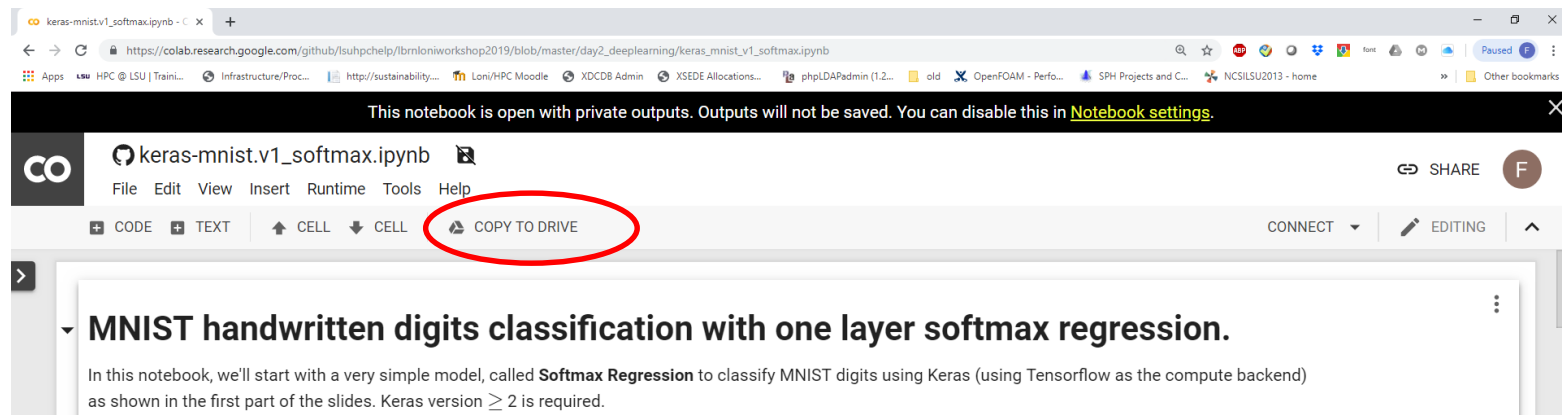 keras-mnist.v1_softmax.ipynb - C
https://colab.research.google.com/github/lsuhpchelp/lbrnloniworkshop2019/blob/master/day2_deeplearning/keras_mnist_v1_softmax.ipynb ABP font M Paused F
Apps LSU HPC @ LSU | Traini... Infrastructure/Proc... http://sustainability.... Loni/HPC Moodle XDCDB Admin XSEDE Allocations... phpLDAPadmin (1.2... old OpenFOAM - Perfo... SPH Projects and C... NCSILSU2013 - home » Other bookmarks
This notebook is open with private outputs. Outputs will not be saved. You can disable this in Notebook settings.
CO keras-mnist.v1_softmax.ipynb
File Edit View Insert Runtime Tools Help
SHARE F
CODE TEXT CELL CELL COPY TO DRIVE CONNECT EDITING
MNIST handwritten digits classification with one layer softmax regression.
In this notebook, we'll start with a very simple model, called Softmax Regression to classify MNIST digits using Keras (using Tensorflow as the compute backend)
as shown in the first part of the slides. Keras version ≥ 2 is required.